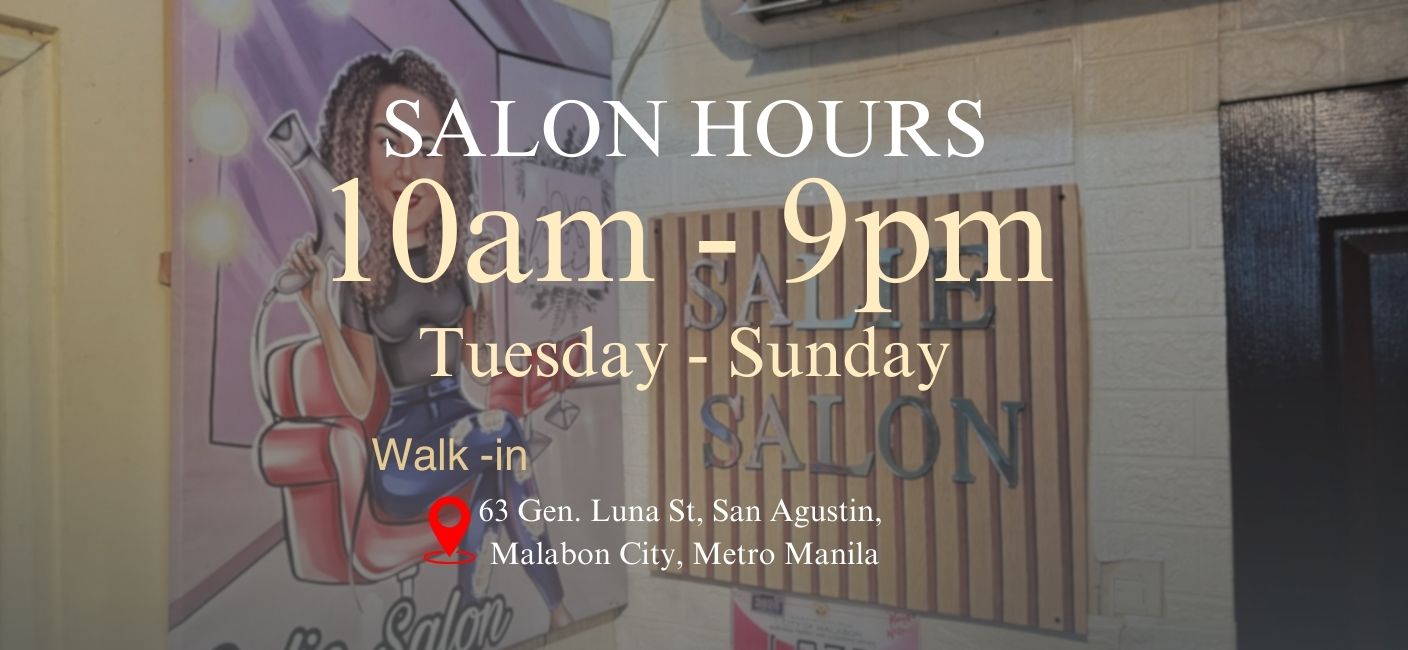 SALON HOURS
10am - 9pm
Tuesday - Sunday
SALIE
SALON
Walk -in
63 Gen. Luna St, San Agustin,
Malabon City, Metro Manila
Salon